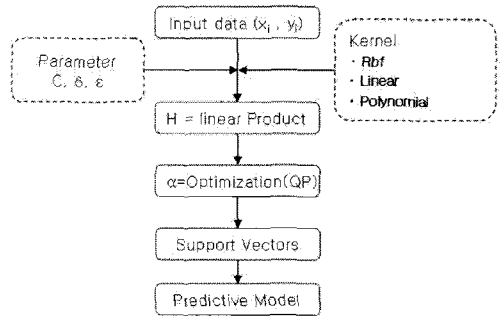 Input data (xᵢ , yᵢ)
Parameter
C, δ, ε
Kernel
· Rbf
· Linear
· Polynomial
H = linear Product
α=Optimization(QP)
Support Vectors
Predictive Model